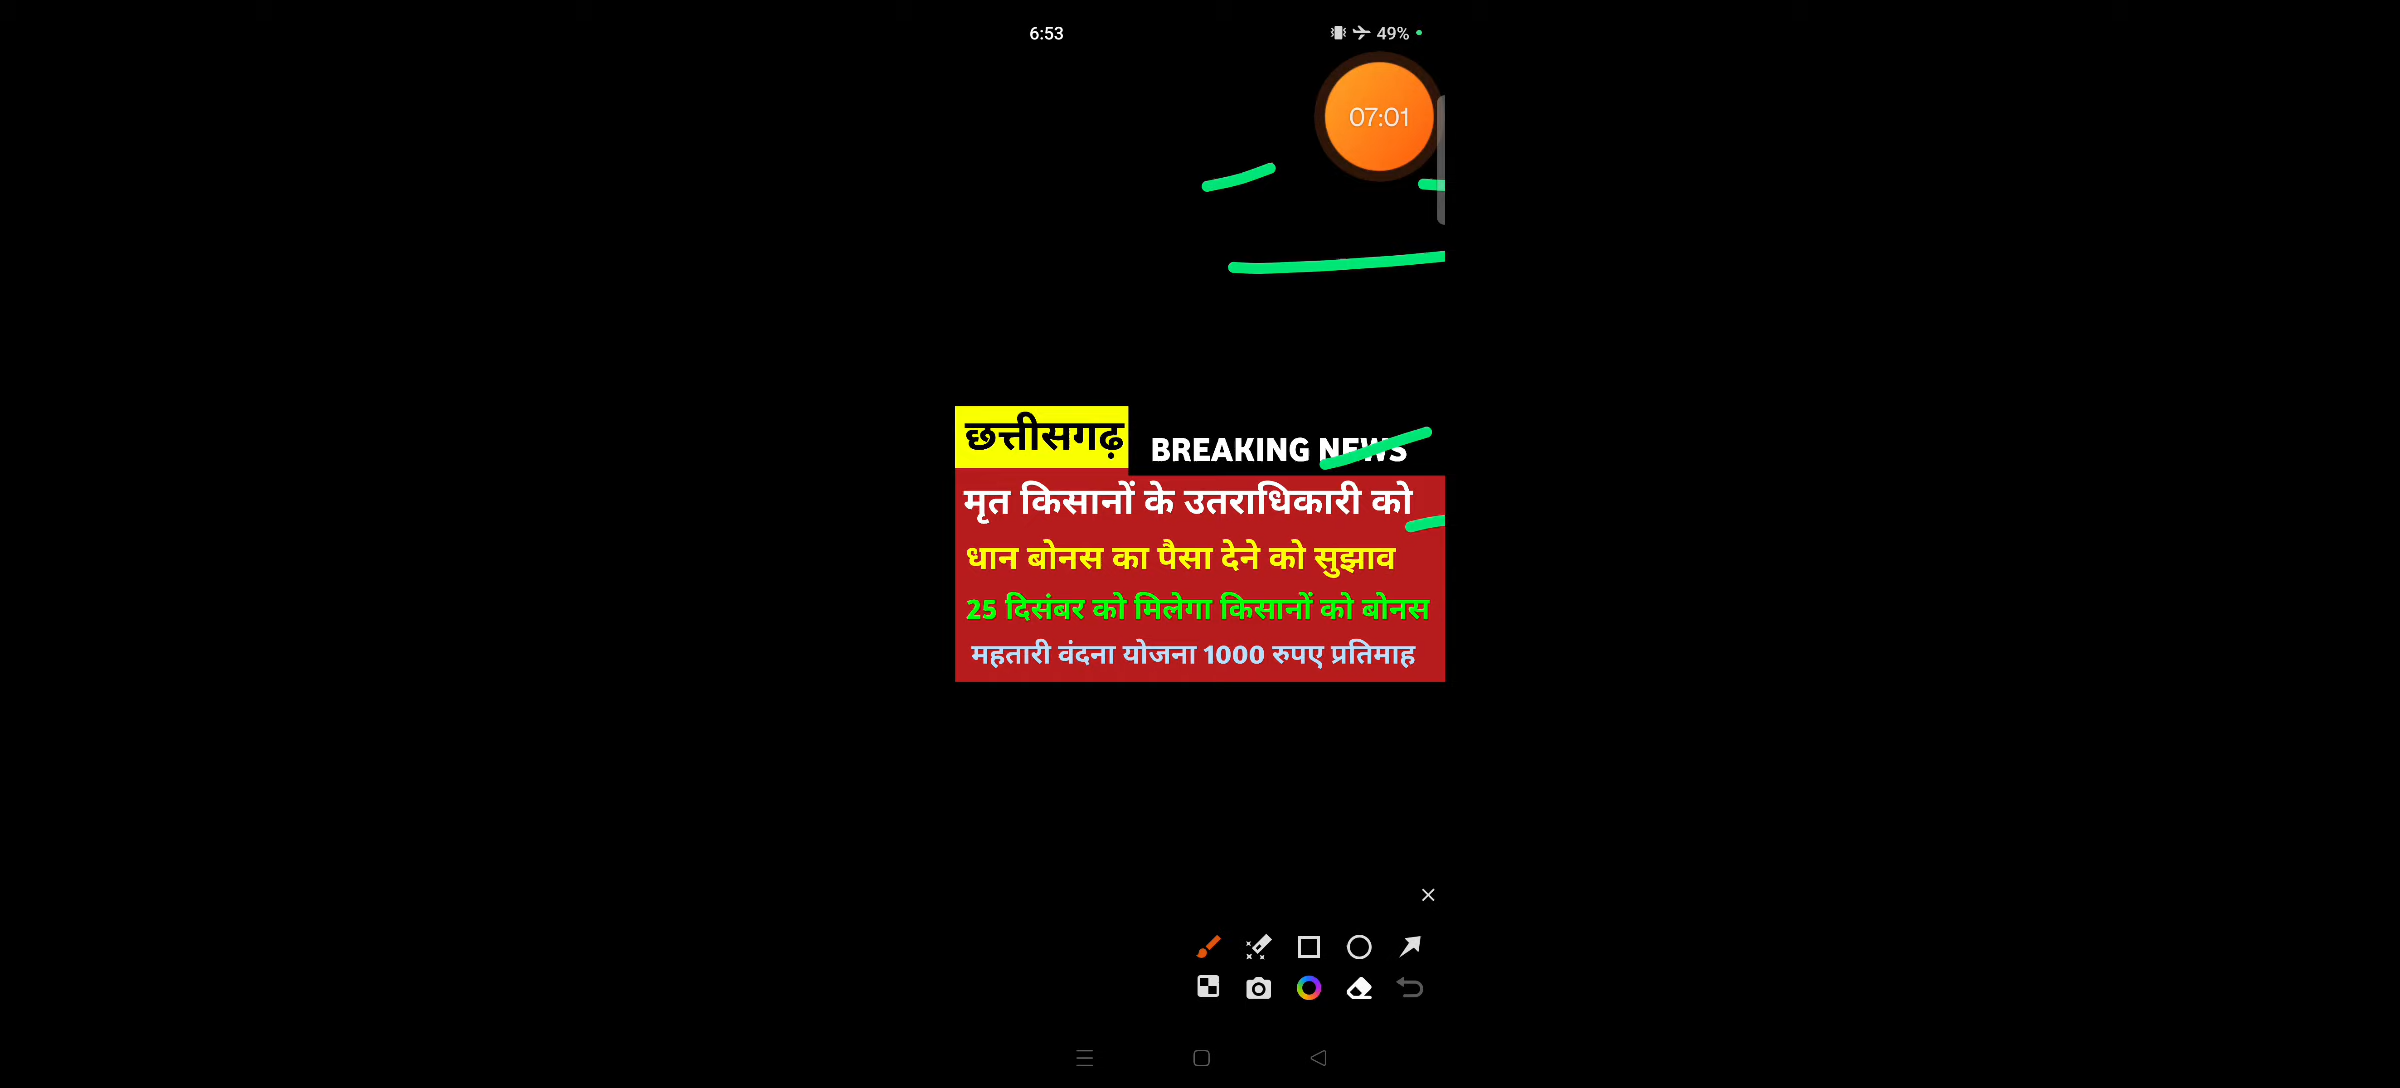 6:53
49%
07:01
छत्तीसगढ़
BREAKING NEWS
मृत किसानों के उतराधिकारी को
धान बोनस का पैसा देने को सुझाव
25 दिसंबर को मिलेगा किसानों को बोनस
महतारी वंदना योजना 1000 रुपए प्रतिमाह